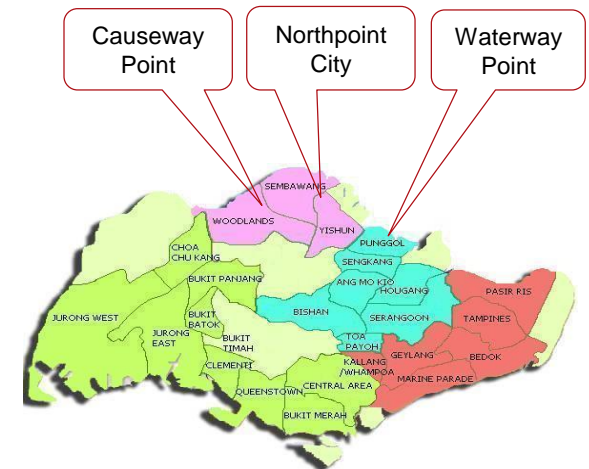 Causeway
Point
Northpoint
City
Waterway
Point
SEMBAWANG
WOODLANDS
YISHUN
PUNGGOL
CHOA
CHU KANG
SENGKANG
BUKIT PANJANG
ANG MO KIO
HOUGANG
PASIR RIS
JURONG WEST
BUKIT
BATOK
BISHAN
SERANGOON
TAMPINES
JURONG
EAST
BUKIT
TIMAH
TOA
PAYOH
GEYLANG
BEDOK
CLEMENTI
KALLANG
/WHAMPOA
QUEENSTOWN
CENTRAL AREA
MARINE PARADE
BUKIT MERAH